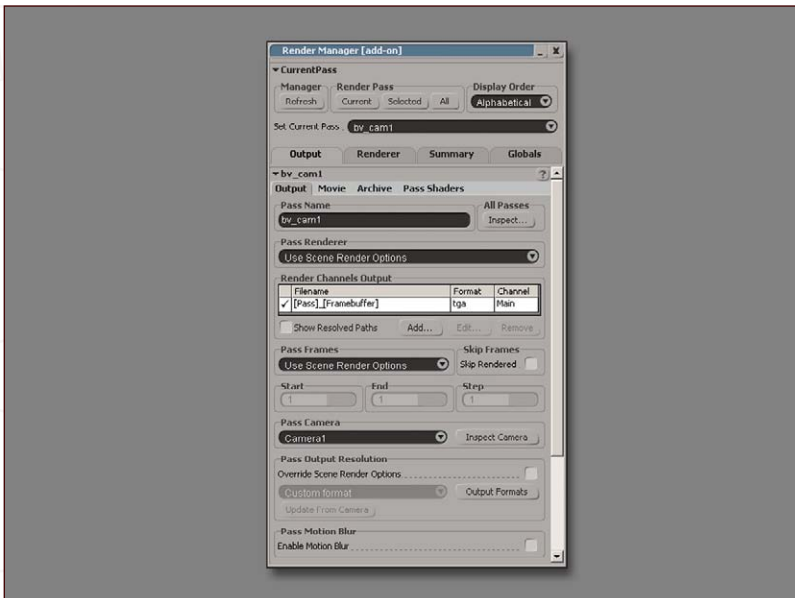 Render Manager [add-on]
CurrentPass
Manager Render Pass Display Order
Refresh Current Selected All Alphabetical
Set Current Pass : bv_cam1
Output Renderer Summary Globals
bv_cam1 ?
Output Movie Archive Pass Shaders
Pass Name All Passes
bv_cam1 Inspect...
Pass Renderer
Use Scene Render Options
Render Channels Output
Filename Format Channel
[Pass]_[Framebuffer] tga Main
Show Resolved Paths Add... Edit... Remove
Pass Frames Skip Frames
Use Scene Render Options Skip Rendered
Start End Step
1 1 1
Pass Camera
Camera1 Inspect Camera
Pass Output Resolution
Override Scene Render Options
Custom format Output Formats
Update From Camera
Pass Motion Blur
Enable Motion Blur